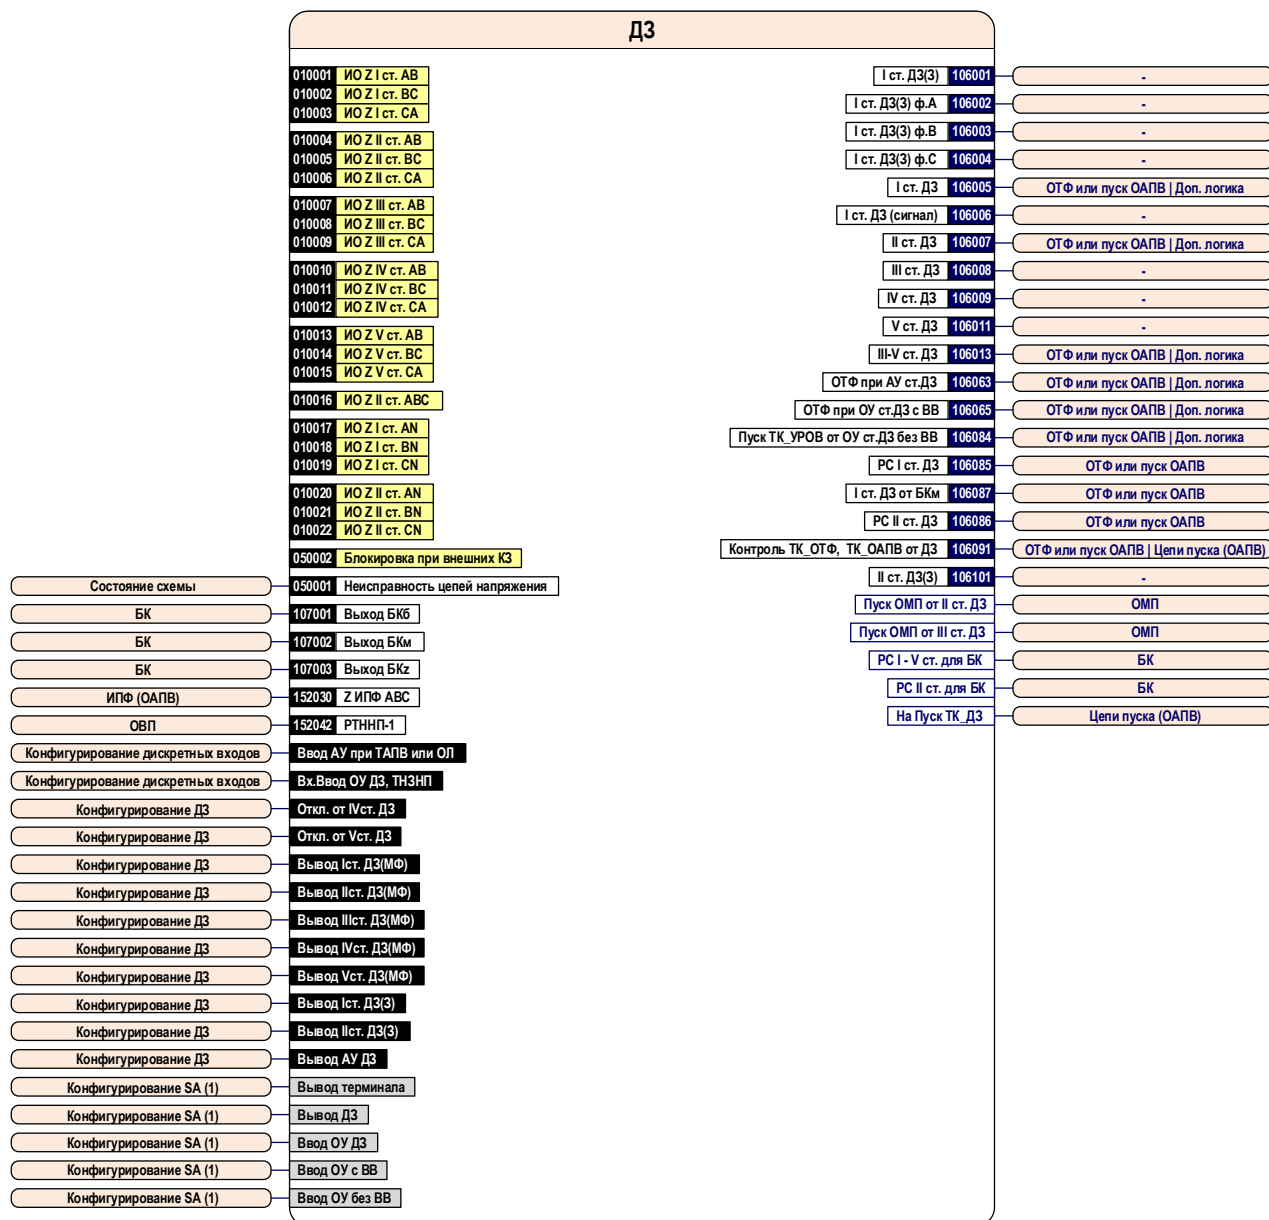 ДЗ
010001 ИО Z I ст. АВ
010002 ИО Z I ст. ВС
010003 ИО Z I ст. СА
010004 ИО Z II ст. АВ
010005 ИО Z II ст. ВС
010006 ИО Z II ст. СА
010007 ИО Z III ст. АВ
010008 ИО Z III ст. ВС
010009 ИО Z III ст. СА
010010 ИО Z IV ст. АВ
010011 ИО Z IV ст. ВС
010012 ИО Z IV ст. СА
010013 ИО Z V ст. АВ
010014 ИО Z V ст. ВС
010015 ИО Z V ст. СА
010016 ИО Z II ст. АВС
010017 ИО Z I ст. AN
010018 ИО Z I ст. BN
010019 ИО Z I ст. CN
010020 ИО Z II ст. AN
010021 ИО Z II ст. BN
010022 ИО Z II ст. CN
050002 Блокировка при внешних КЗ
Состояние схемы 050001 Неисправность цепей напряжения
БК 107001 Выход БКб
БК 107002 Выход БКм
БК 107003 Выход БКz
ИПФ (ОАПВ) 152030 Z ИПФ АВС
ОВП 152042 РТННП-1
Конфигурирование дискретных входов Ввод АУ при ТАПВ или ОЛ
Конфигурирование дискретных входов Вх.Ввод ОУ ДЗ, ТНЗНП
Конфигурирование ДЗ Откл. от IVст. ДЗ
Конфигурирование ДЗ Откл. от Vст. ДЗ
Конфигурирование ДЗ Вывод Iст. ДЗ(МФ)
Конфигурирование ДЗ Вывод IIст. ДЗ(МФ)
Конфигурирование ДЗ Вывод IIIст. ДЗ(МФ)
Конфигурирование ДЗ Вывод IVст. ДЗ(МФ)
Конфигурирование ДЗ Вывод Vст. ДЗ(МФ)
Конфигурирование ДЗ Вывод Iст. ДЗ(З)
Конфигурирование ДЗ Вывод IIст. ДЗ(З)
Конфигурирование ДЗ Вывод АУ ДЗ
Конфигурирование SA (1) Вывод терминала
Конфигурирование SA (1) Вывод ДЗ
Конфигурирование SA (1) Ввод ОУ ДЗ
Конфигурирование SA (1) Ввод ОУ с ВВ
Конфигурирование SA (1) Ввод ОУ без ВВ
I ст. ДЗ(З) 106001 -
I ст. ДЗ(З) ф.А 106002 -
I ст. ДЗ(З) ф.В 106003 -
I ст. ДЗ(З) ф.С 106004 -
I ст. ДЗ 106005 ОТФ или пуск ОАПВ | Доп. логика
I ст. ДЗ (сигнал) 106006 -
II ст. ДЗ 106007 ОТФ или пуск ОАПВ | Доп. логика
III ст. ДЗ 106008 -
IV ст. ДЗ 106009 -
V ст. ДЗ 106011 -
III-V ст. ДЗ 106013 ОТФ или пуск ОАПВ | Доп. логика
ОТФ при АУ ст.ДЗ 106063 ОТФ или пуск ОАПВ | Доп. логика
ОТФ при ОУ ст.ДЗ с ВВ 106065 ОТФ или пуск ОАПВ | Доп. логика
Пуск ТК_УРОВ от ОУ ст.ДЗ без ВВ 106084 ОТФ или пуск ОАПВ | Доп. логика
РС I ст. ДЗ 106085 ОТФ или пуск ОАПВ
I ст. ДЗ от БКм 106087 ОТФ или пуск ОАПВ
РС II ст. ДЗ 106086 ОТФ или пуск ОАПВ
Контроль ТК_ОТФ, ТК_ОАПВ от ДЗ 106091 ОТФ или пуск ОАПВ | Цепи пуска (ОАПВ)
II ст. ДЗ(З) 106101 -
Пуск ОМП от II ст. ДЗ ОМП
Пуск ОМП от III ст. ДЗ ОМП
РС I - V ст. для БК БК
РС II ст. для БК БК
На Пуск ТК_ДЗ Цепи пуска (ОАПВ)